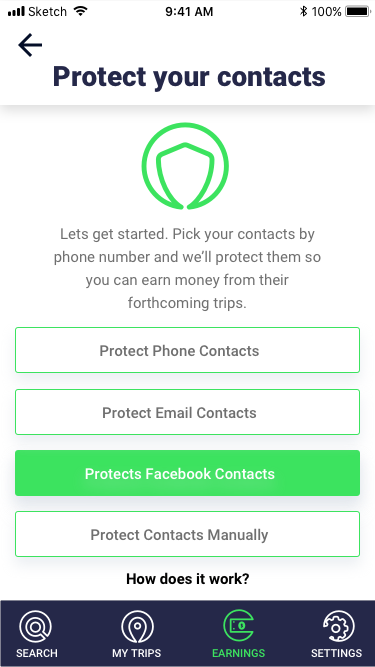 Sketch 9:41 AM 100%
Protect your contacts
Lets get started. Pick your contacts by
phone number and we’ll protect them so
you can earn money from their
forthcoming trips.
Protect Phone Contacts
Protect Email Contacts
Protects Facebook Contacts
Protect Contacts Manually
How does it work?
SEARCH MY TRIPS EARNINGS SETTINGS